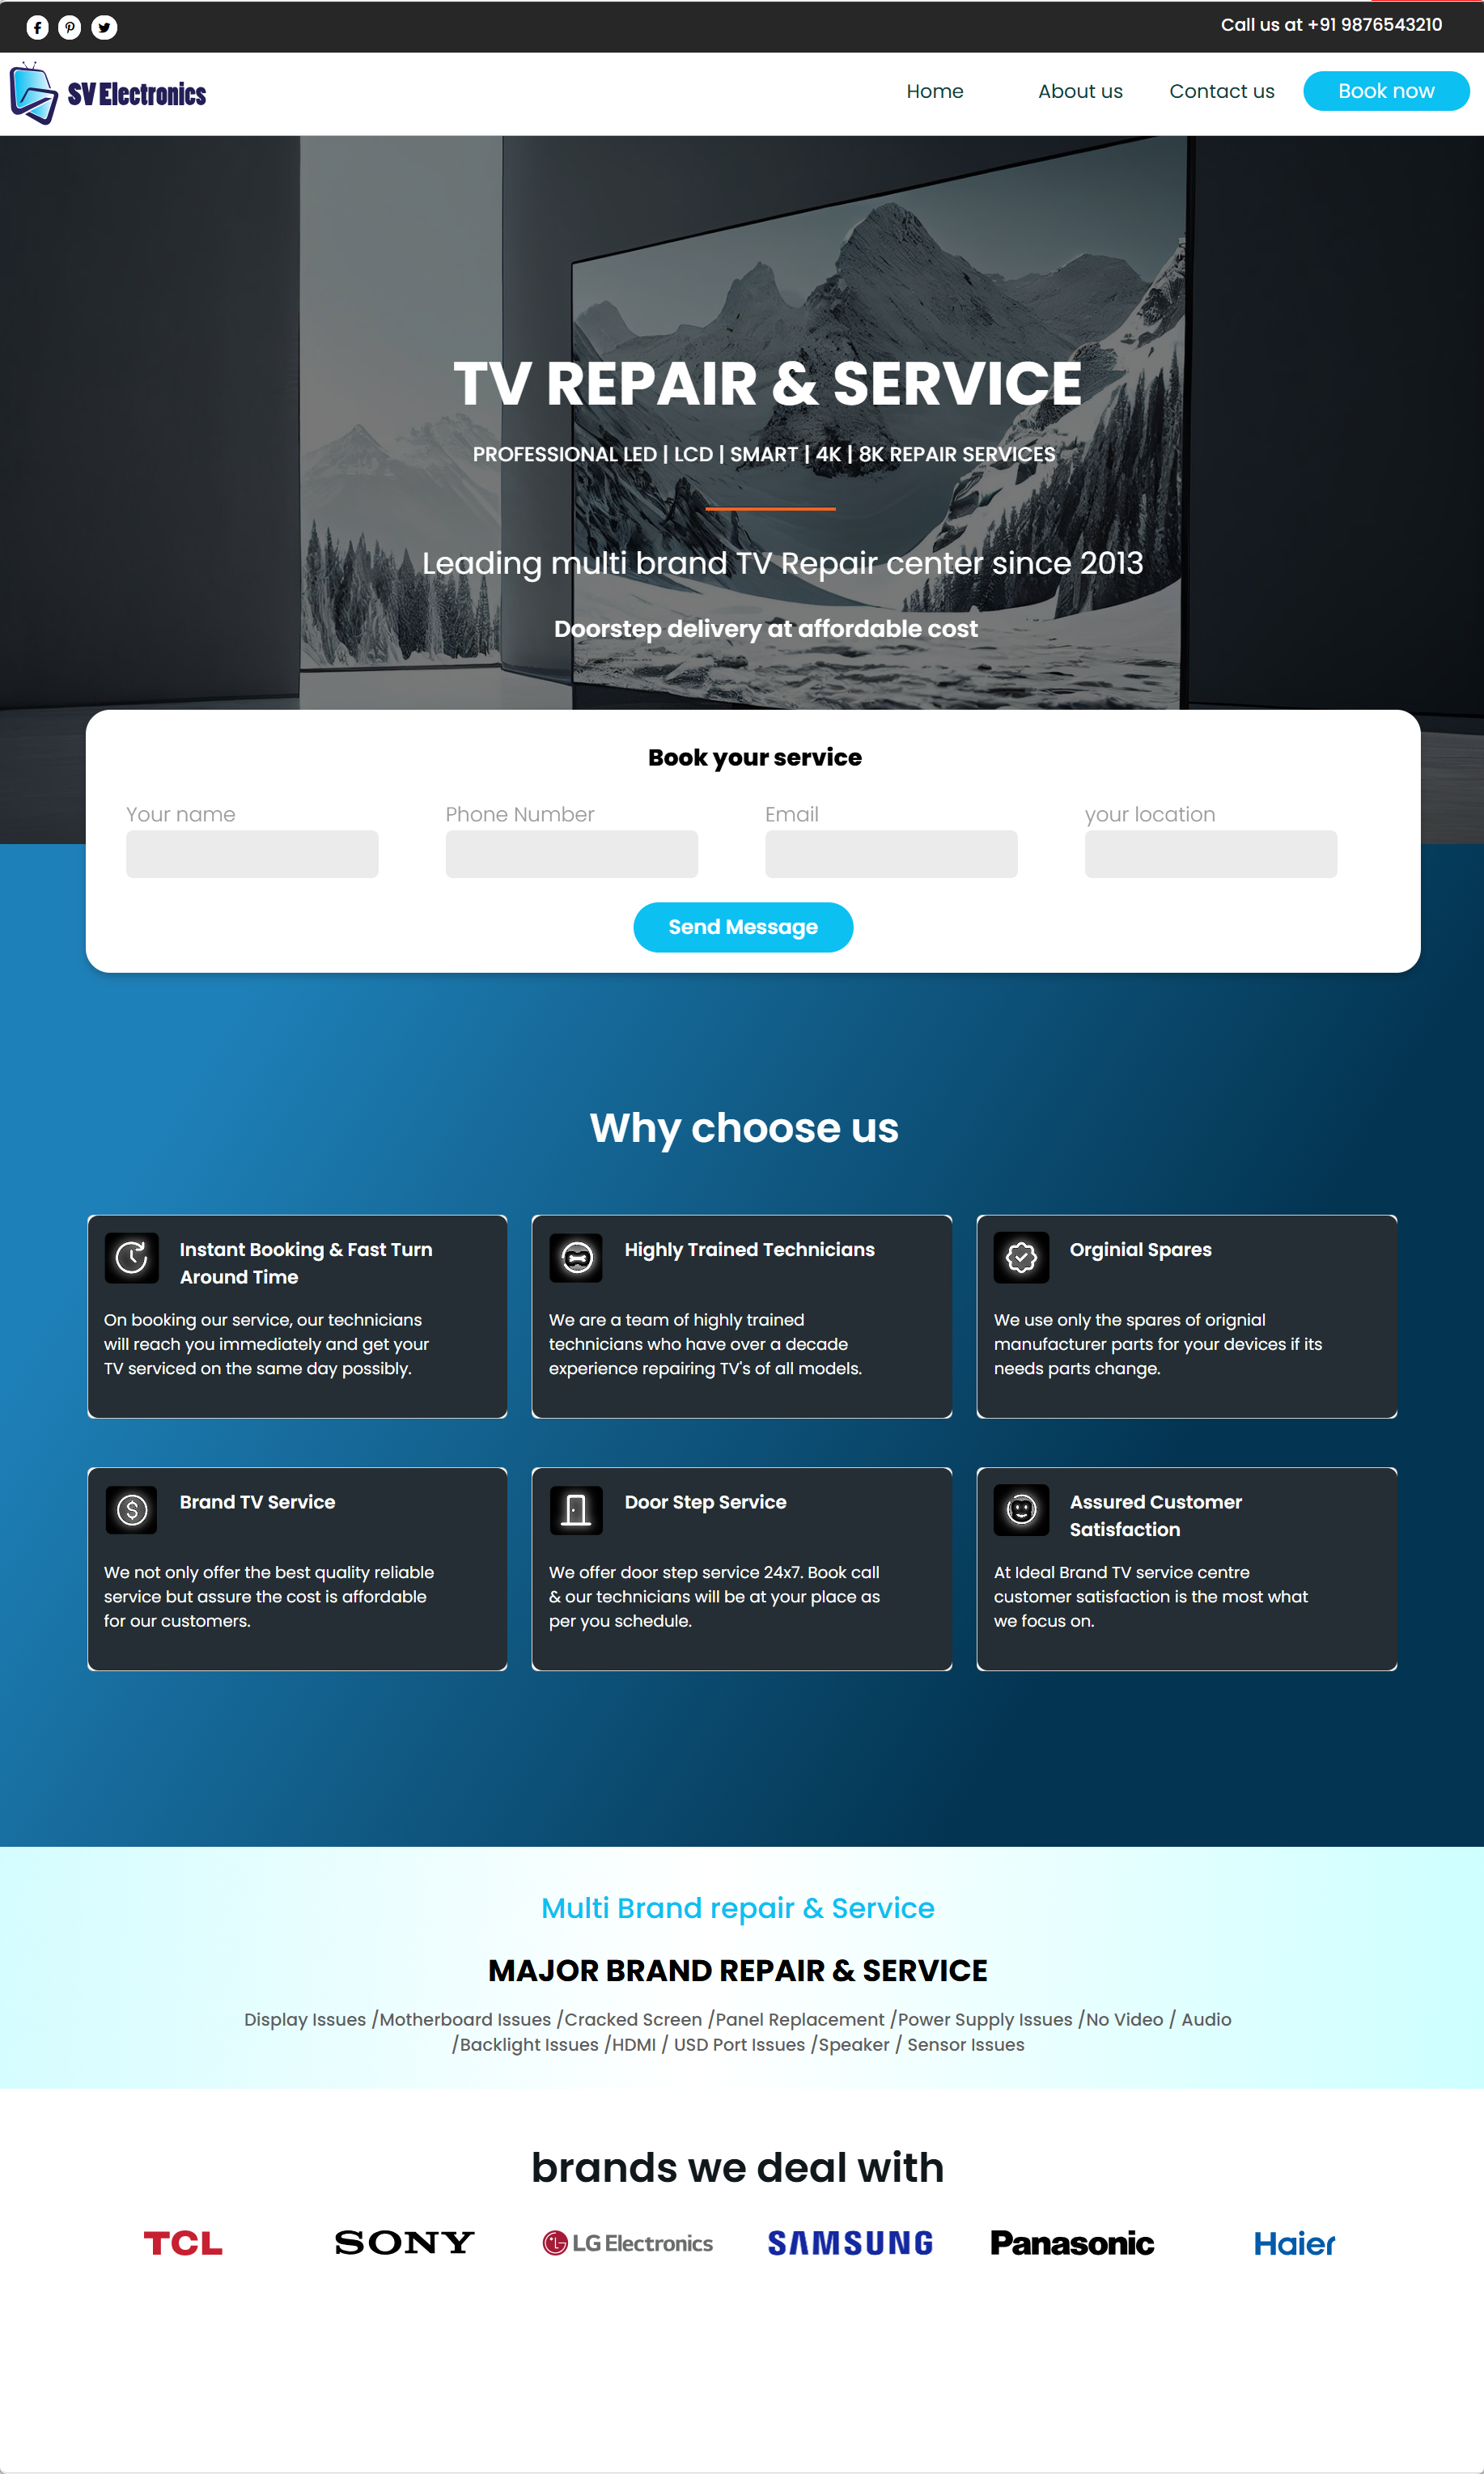 Call us at +91 9876543210
SV Electronics
Home
About us
Contact us
Book now
TV REPAIR & SERVICE
PROFESSIONAL LED | LCD | SMART | 4K | 8K REPAIR SERVICES
Leading multi brand TV Repair center since 2013
Doorstep delivery at affordable cost
Book your service
Your name
Phone Number
Email
your location
Send Message
Why choose us
Instant Booking & Fast Turn
Around Time
On booking our service, our technicians
will reach you immediately and get your
TV serviced on the same day possibly.
Highly Trained Technicians
We are a team of highly trained
technicians who have over a decade
experience repairing TV's of all models.
Orginial Spares
We use only the spares of orignial
manufacturer parts for your devices if its
needs parts change.
Brand TV Service
We not only offer the best quality reliable
service but assure the cost is affordable
for our customers.
Door Step Service
We offer door step service 24x7. Book call
& our technicians will be at your place as
per you schedule.
Assured Customer
Satisfaction
At Ideal Brand TV service centre
customer satisfaction is the most what
we focus on.
Multi Brand repair & Service
MAJOR BRAND REPAIR & SERVICE
Display Issues /Motherboard Issues /Cracked Screen /Panel Replacement /Power Supply Issues /No Video / Audio
/Backlight Issues /HDMI / USD Port Issues /Speaker / Sensor Issues
brands we deal with
TCL
SONY
LG Electronics
SAMSUNG
Panasonic
Haier